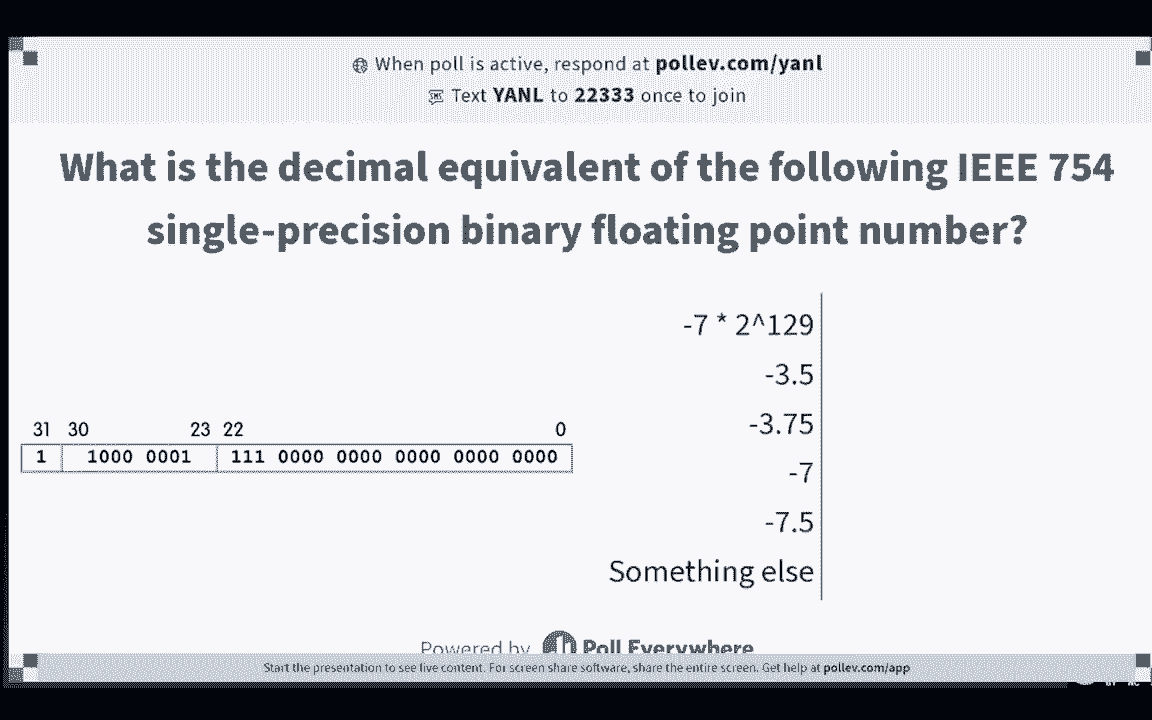 When poll is active, respond at pollev.com/yanl
Text YANL to 22333 once to join
What is the decimal equivalent of the following IEEE 754
single-precision binary floating point number?
-7 * 2^129
-3.5
-3.75
-7
-7.5
Something else
31 30 23 22 0
1 1000 0001 111 0000 0000 0000 0000 0000
Powered by Poll Everywhere
Start the presentation to see live content. For screen share software, share the entire screen. Get help at pollev.com/app